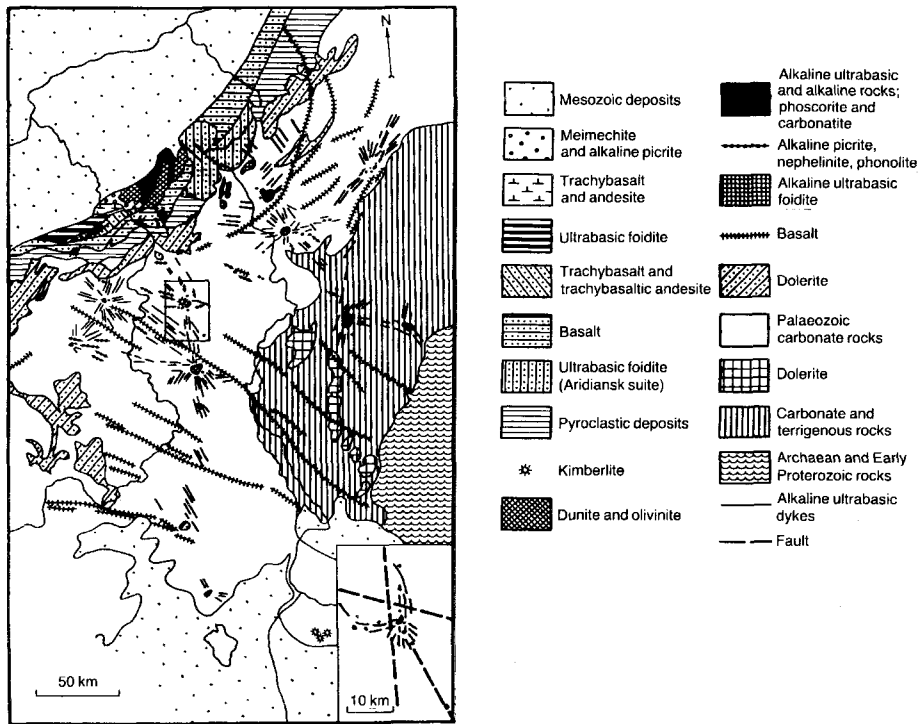 N
50 km
10 km
Mesozoic deposits
Meimechite
and alkaline picrite
Trachybasalt
and andesite
Ultrabasic foidite
Trachybasalt and
trachybasaltic andesite
Basalt
Ultrabasic foidite
(Aridiansk suite)
Pyroclastic deposits
Kimberlite
Dunite and olivinite
Alkaline ultrabasic
and alkaline rocks;
phoscorite and
carbonatite
Alkaline picrite,
nephelinite, phonolite
Alkaline ultrabasic
foidite
Basalt
Dolerite
Palaeozoic
carbonate rocks
Dolerite
Carbonate and
terrigenous rocks
Archaean and Early
Proterozoic rocks
Alkaline ultrabasic
dykes
Fault